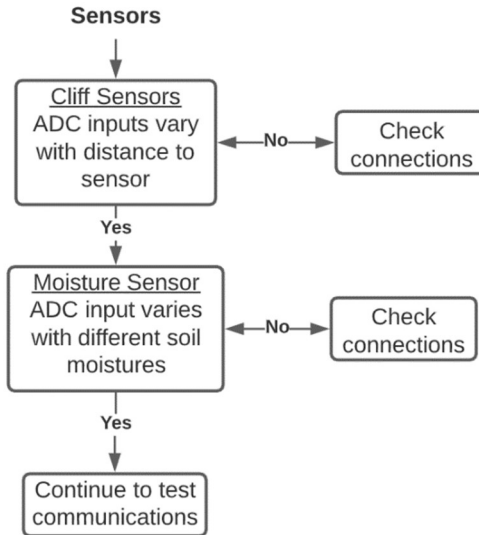 Sensors
Cliff Sensors
ADC inputs vary
with distance to
sensor
No
Check
connections
Yes
Moisture Sensor
ADC input varies
with different soil
moistures
No
Check
connections
Yes
Continue to test
communications